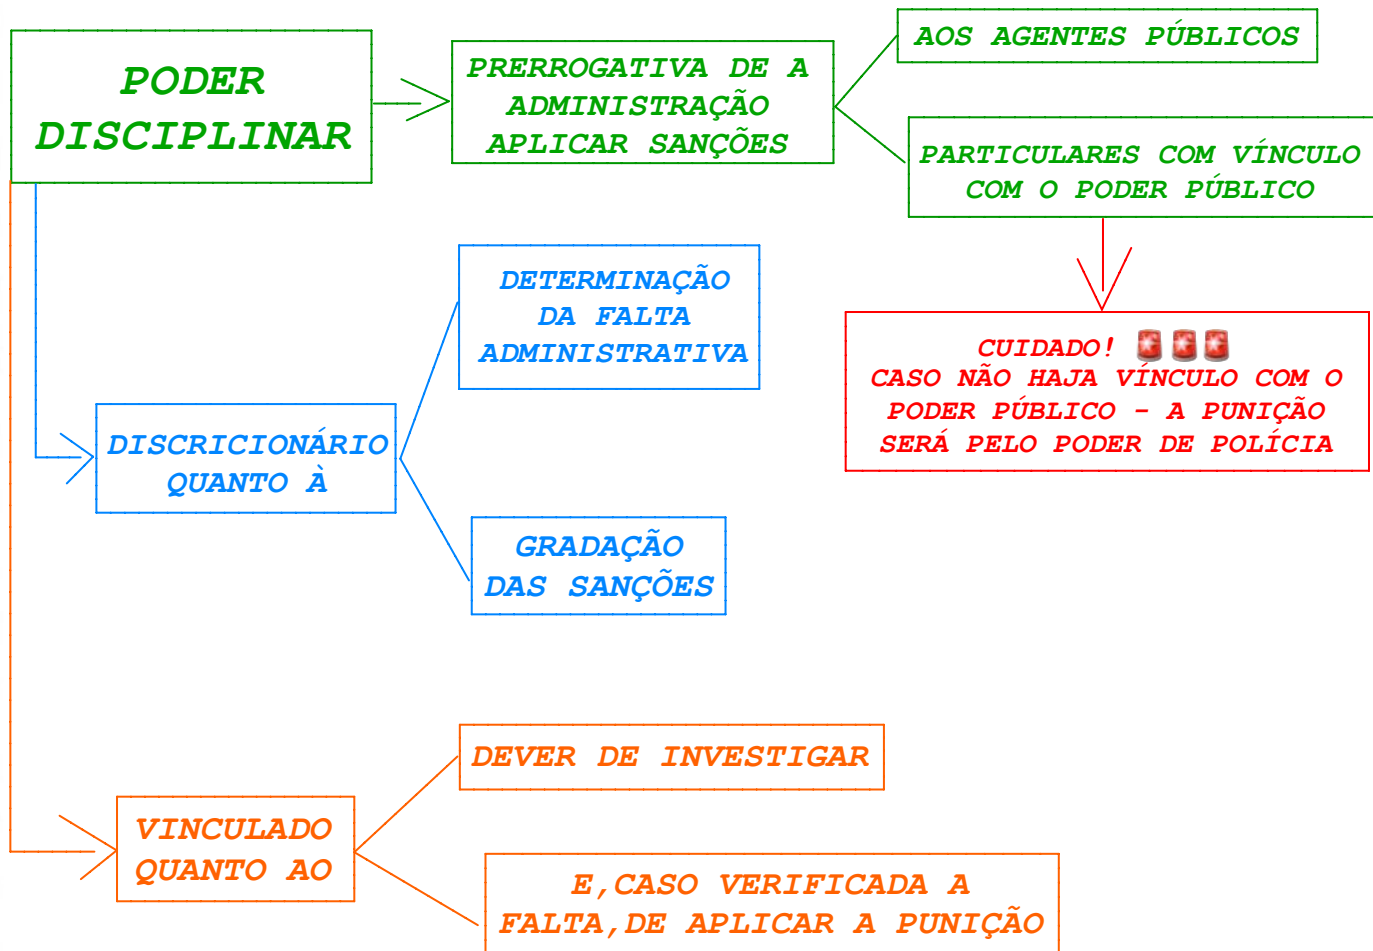 PODER
DISCIPLINAR
PRERROGATIVA DE A
ADMINISTRAÇÃO
APLICAR SANÇÕES
AOS AGENTES PÚBLICOS
PARTICULARES COM VÍNCULO
COM O PODER PÚBLICO
CUIDADO! 🚨🚨🚨
CASO NÃO HAJA VÍNCULO COM O
PODER PÚBLICO - A PUNIÇÃO
SERÁ PELO PODER DE POLÍCIA
DISCRICIONÁRIO
QUANTO À
DETERMINAÇÃO
DA FALTA
ADMINISTRATIVA
GRADAÇÃO
DAS SANÇÕES
VINCULADO
QUANTO AO
DEVER DE INVESTIGAR
E,CASO VERIFICADA A
FALTA,DE APLICAR A PUNIÇÃO